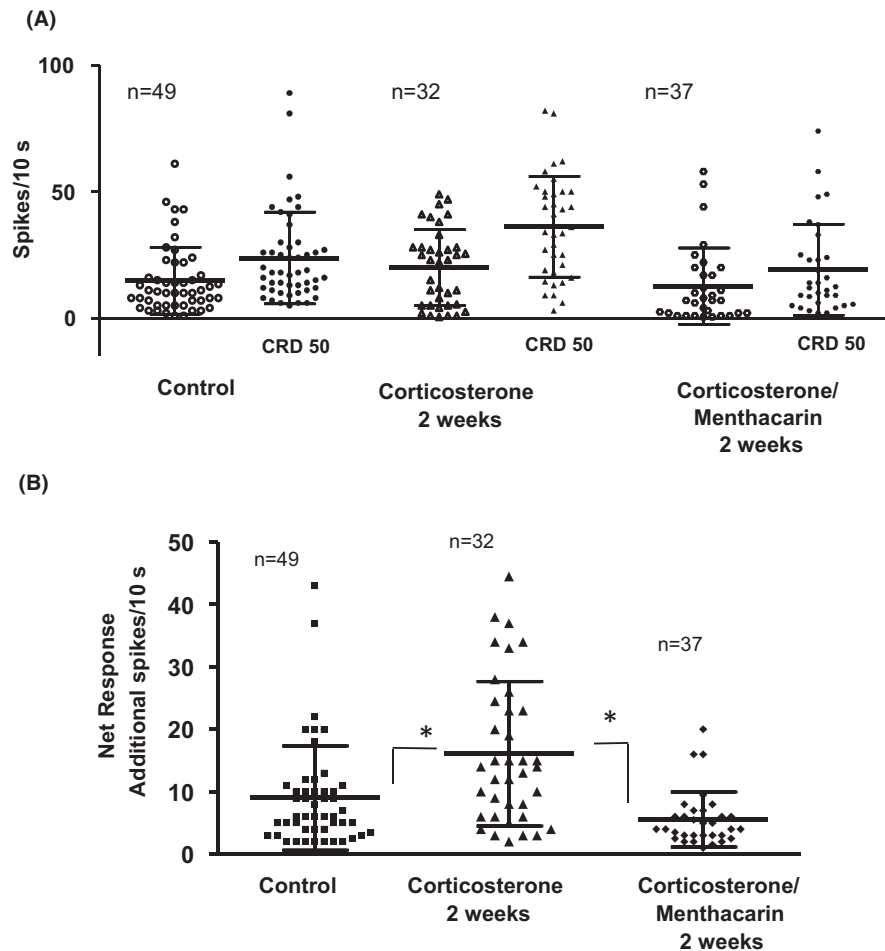 (A)
100
50
0
Spikes/10 s
n=49
n=32
n=37
CRD 50
CRD 50
CRD 50
Control
Corticosterone
2 weeks
Corticosterone/
Menthacarin
2 weeks
(B)
50
40
30
20
10
0
Net Response
Additional spikes/10 s
n=49
n=32
n=37
*
*
Control
Corticosterone
2 weeks
Corticosterone/
Menthacarin
2 weeks